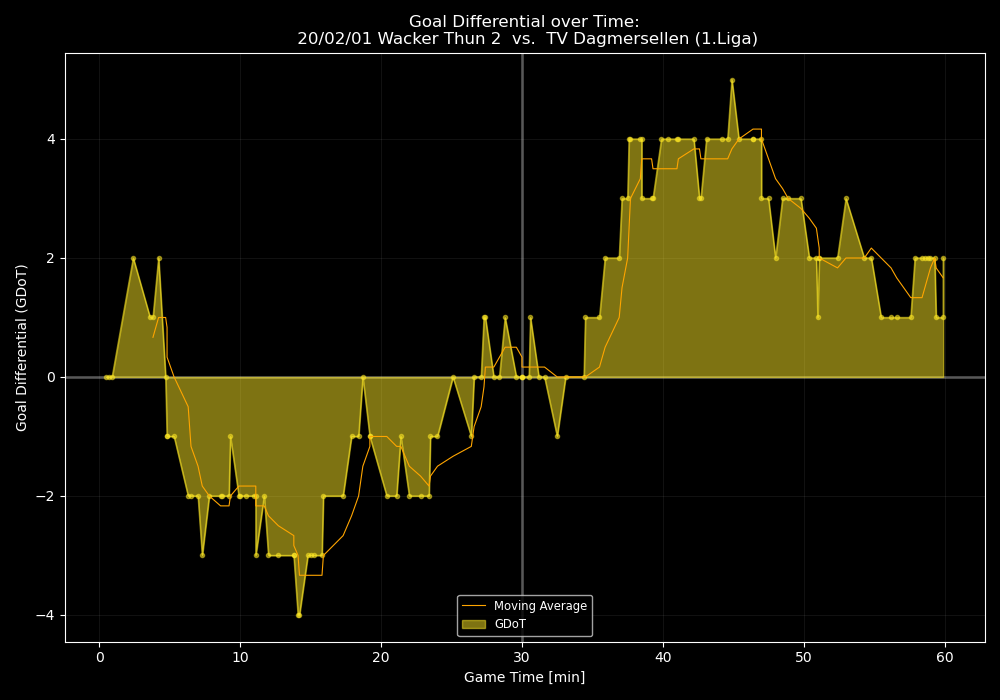 Goal Differential over Time:
20/02/01 Wacker Thun 2  vs.  TV Dagmersellen (1.Liga)
Goal Differential (GDoT)
4
2
0
−2
−4
Moving Average
GDoT
0
10
20
30
40
50
60
Game Time [min]